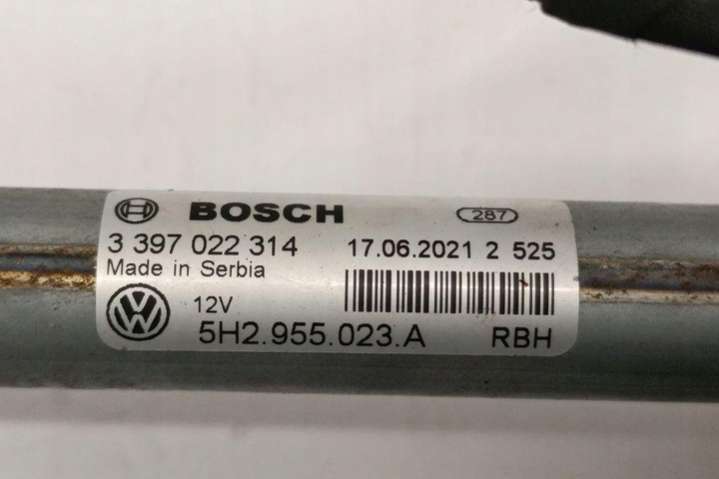 BOSCH 287
3 397 022 314 17.06.2021 2 525
Made in Serbia
12V
5H2.955.023.A RBH